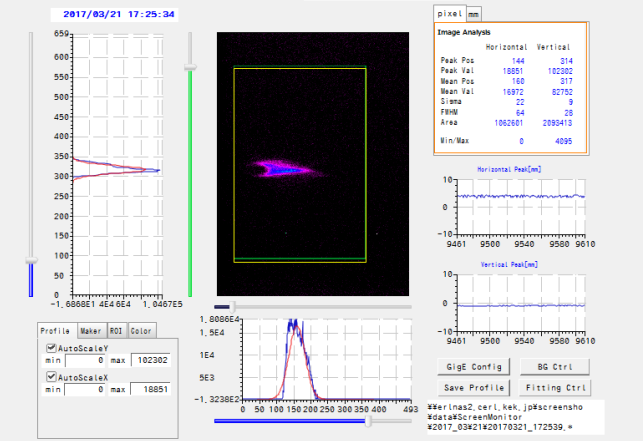 2017/03/21 17:25:34
pixel mm
Image Analysis
Horizontal Vertical
Peak Pos 144 314
Peak Val 18851 102302
Mean Pos 160 317
Mean Val 16972 82752
Sigma 22 9
FWHM 64 28
Area 1062601 2093413
Min/Max 0 4095
650
600
550
500
450
400
350
300
250
200
150
100
50
0
-1.6868E1 4E4 6E4 1.0467E5
Horizontal Peak[mm]
10
0
-10
9461 9500 9540 9580 9610
Vertical Peak[mm]
10
0
-10
9461 9500 9540 9580 9610
Profile Maker ROI Color
AutoScaleY
min 0 max 102302
AutoScaleX
min 0 max 18851
1.8086E4
1.5E4
1E4
5E3
-1.3238E2
0 50 100 150 200 250 300 350 400 493
GigE Config BG Ctrl
Save Profile Fitting Ctrl
¥¥erlnas2.cerl.kek.jp¥screensho
¥data¥ScreenMonitor
¥2017_03¥21¥20170321_172539.*